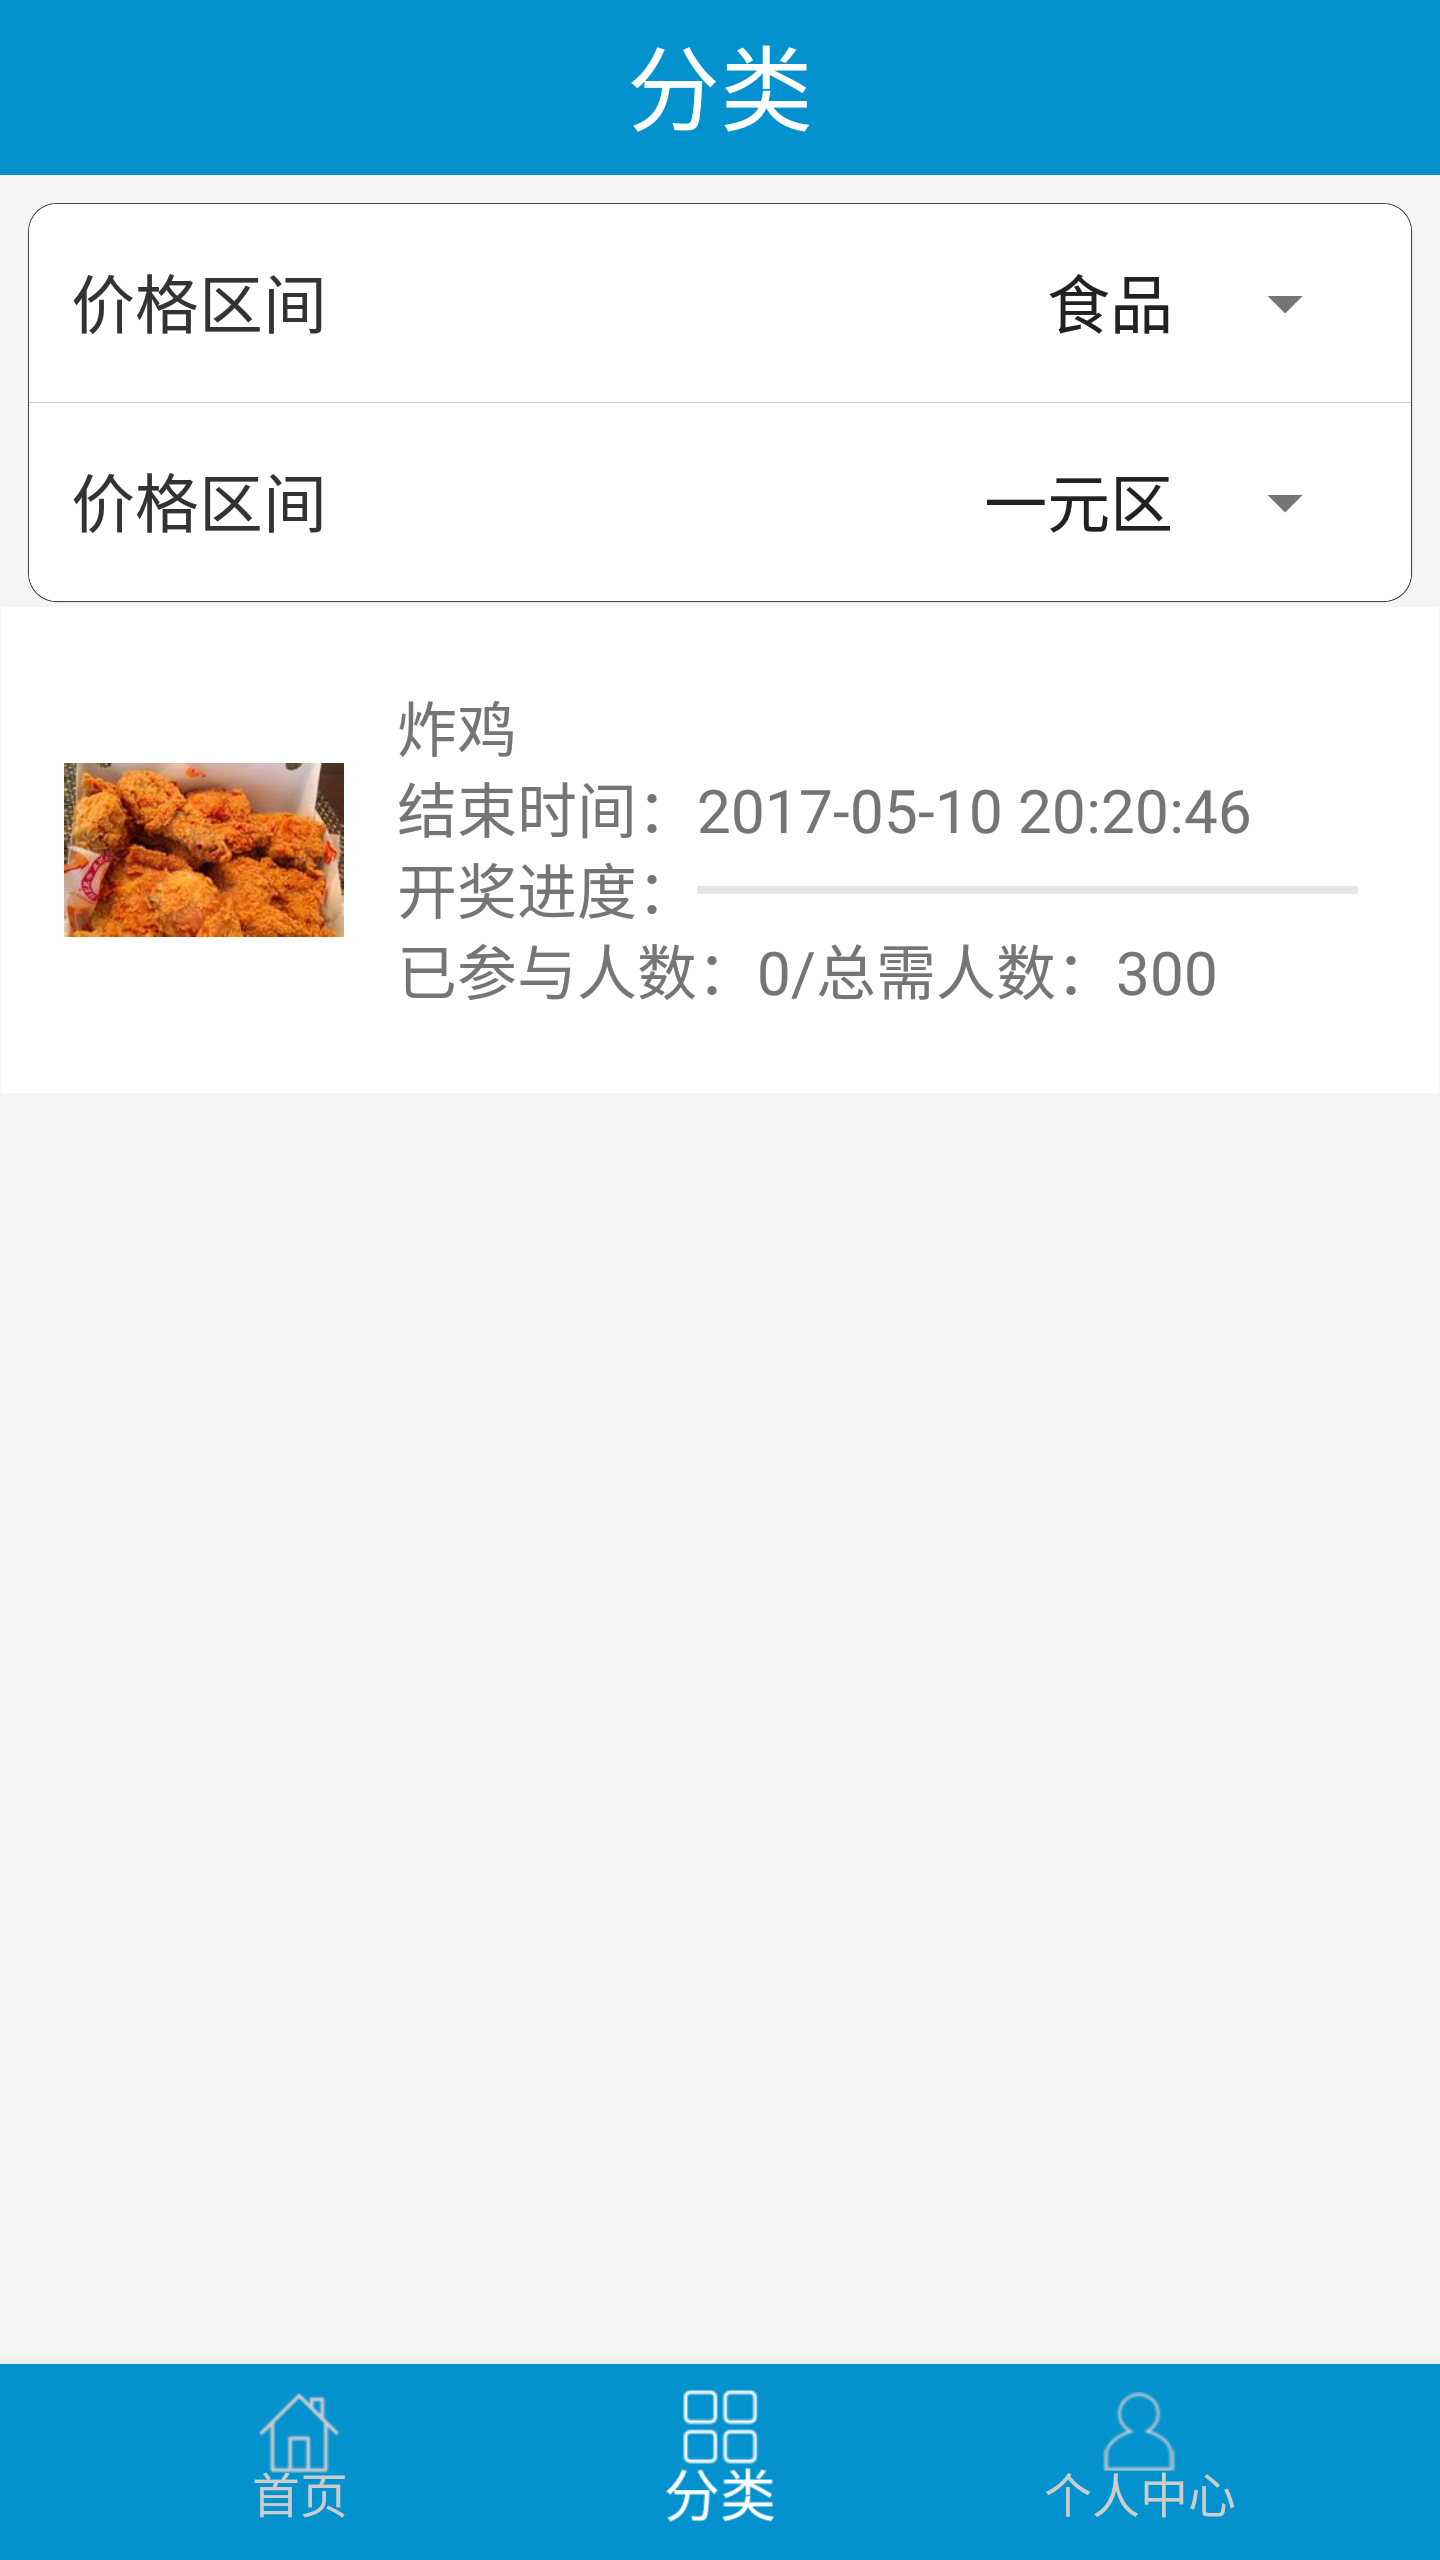 分类
价格区间 食品
价格区间 一元区
炸鸡
结束时间：2017-05-10 20:20:46
开奖进度：
已参与人数：0/总需人数：300
首页 分类 个人中心